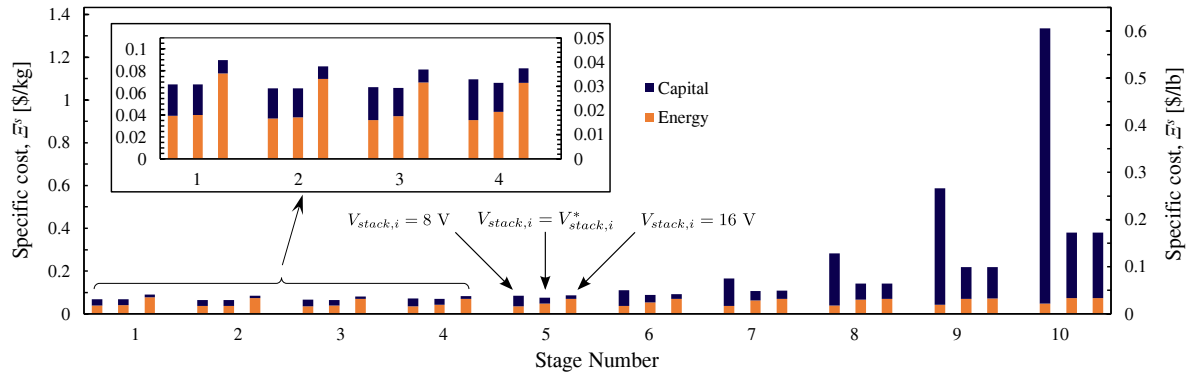 Specific cost, Ξˢ [$/kg]
1.4
1.2
1
0.8
0.6
0.4
0.2
0
0.1
0.08
0.06
0.04
0.02
0
0.05
0.04
0.03
0.02
0.01
0
1 2 3 4
Capital
Energy
V_{stack,i} = 8 V
V_{stack,i} = V^*_{stack,i}
V_{stack,i} = 16 V
0.6
0.5
0.4
0.3
0.2
0.1
0
Specific cost, Ξˢ [$/lb]
1 2 3 4 5 6 7 8 9 10
Stage Number